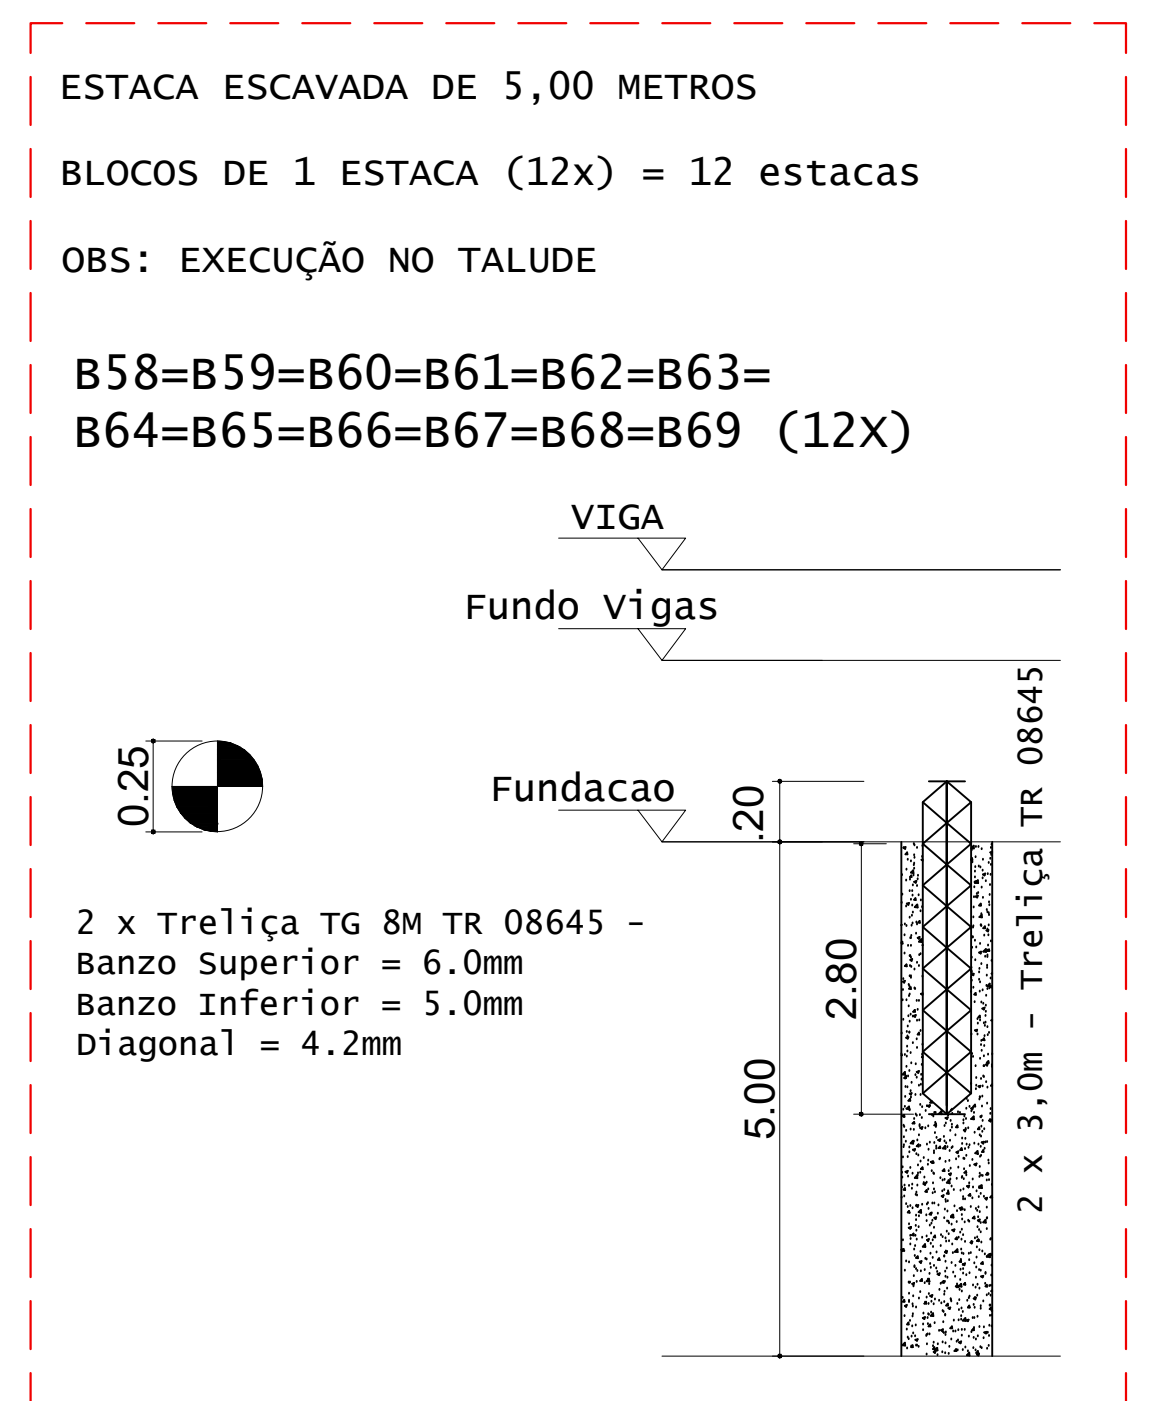 ESTACA ESCAVADA DE 5,00 METROS
BLOCOS DE 1 ESTACA (12x) = 12 estacas
OBS: EXECUÇÃO NO TALUDE
B58=B59=B60=B61=B62=B63=
B64=B65=B66=B67=B68=B69 (12X)
VIGA
Fundo Vigas
0.25
Fundacao
.20
2 x Treliça TG 8M TR 08645 -
Banzo Superior = 6.0mm
Banzo Inferior = 5.0mm
Diagonal = 4.2mm
2.80
5.00
2 x 3,0m - Treliça TR 08645